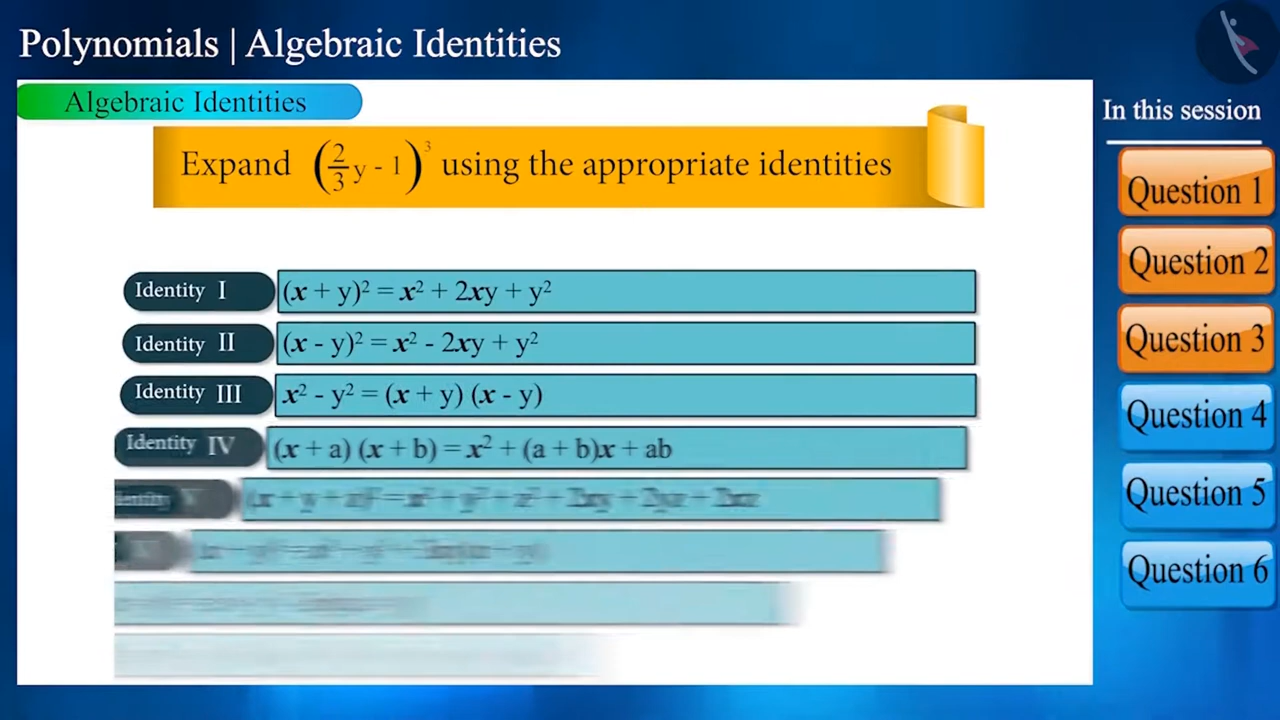 Polynomials | Algebraic Identities
Algebraic Identities
Expand (2/3 y - 1)³ using the appropriate identities
Identity I (x + y)² = x² + 2xy + y²
Identity II (x - y)² = x² - 2xy + y²
Identity III x² - y² = (x + y) (x - y)
Identity IV (x + a) (x + b) = x² + (a + b)x + ab
In this session
Question 1
Question 2
Question 3
Question 4
Question 5
Question 6